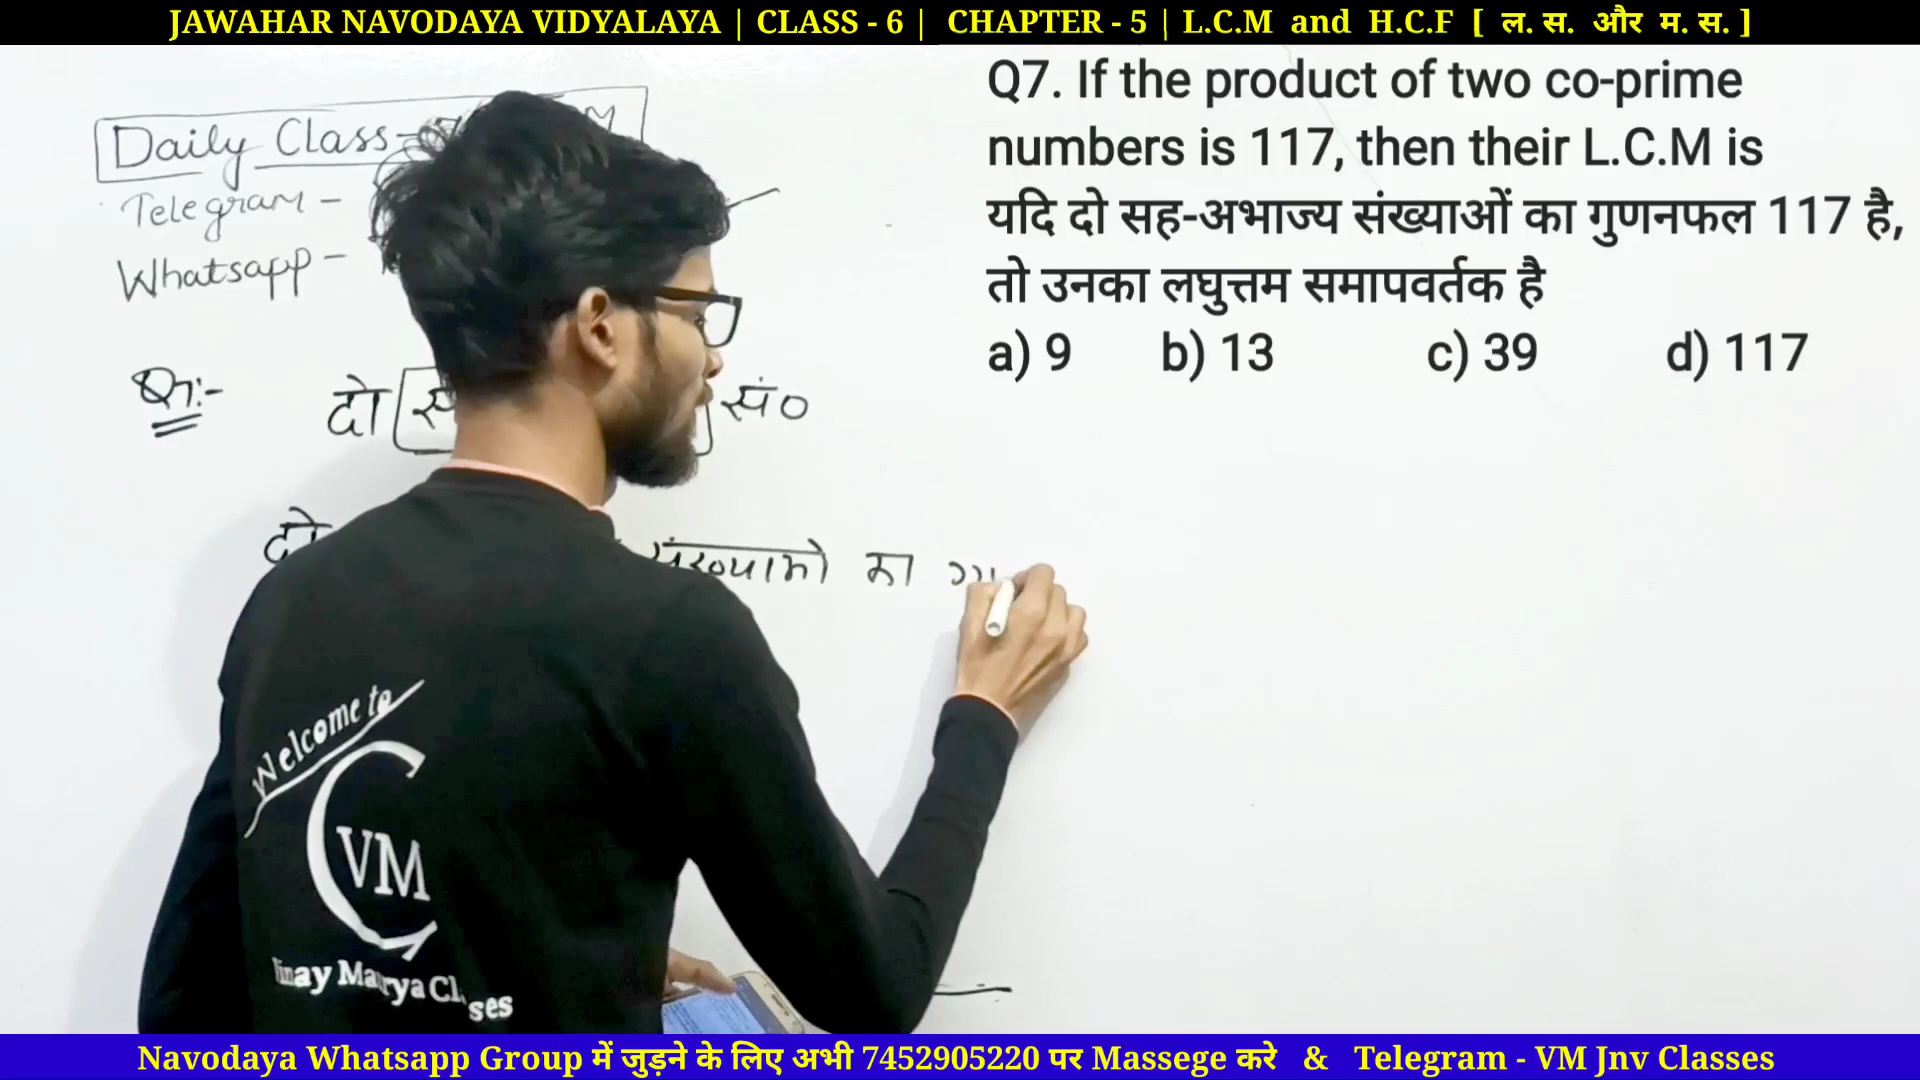 JAWAHAR NAVODAYA VIDYALAYA | CLASS - 6 | CHAPTER - 5 | L.C.M and H.C.F [ ल. स. और म. स. ]
Q7. If the product of two co-prime
numbers is 117, then their L.C.M is
यदि दो सह-अभाज्य संख्याओं का गुणनफल 117 है,
तो उनका लघुत्तम समापवर्तक है
a) 9 b) 13 c) 39 d) 117
Daily Class
Telegram -
Whatsapp -
दो सं०
दो का
Welcome to
VM
Classes
Navodaya Whatsapp Group में जुड़ने के लिए अभी 7452905220 पर Massege करे & Telegram - VM Jnv Classes